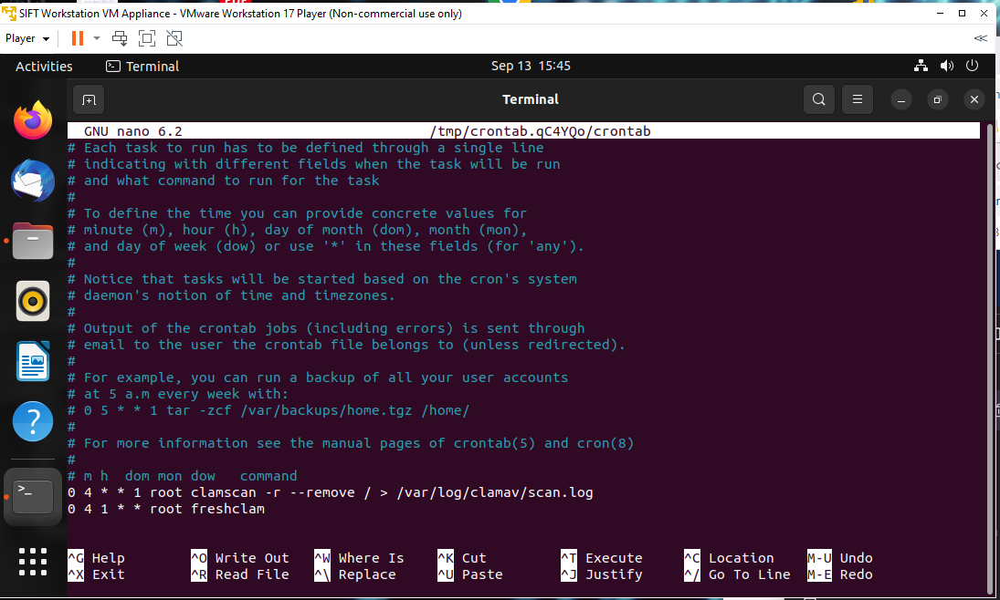 SIFT Workstation VM Appliance - VMware Workstation 17 Player (Non-commercial use only)
Player
Activities
Terminal
Sep 13 15:45
Terminal
GNU nano 6.2 /tmp/crontab.qC4YQo/crontab
# Each task to run has to be defined through a single line
# indicating with different fields when the task will be run
# and what command to run for the task
#
# To define the time you can provide concrete values for
# minute (m), hour (h), day of month (dom), month (mon),
# and day of week (dow) or use '*' in these fields (for 'any').
#
# Notice that tasks will be started based on the cron's system
# daemon's notion of time and timezones.
#
# Output of the crontab jobs (including errors) is sent through
# email to the user the crontab file belongs to (unless redirected).
#
# For example, you can run a backup of all your user accounts
# at 5 a.m every week with:
# 0 5 * * 1 tar -zcf /var/backups/home.tgz /home/
#
# For more information see the manual pages of crontab(5) and cron(8)
#
# m h  dom mon dow   command
0 4 * * 1 root clamscan -r --remove / > /var/log/clamav/scan.log
0 4 1 * * root freshclam
^G Help ^O Write Out ^W Where Is ^K Cut ^T Execute ^C Location M-U Undo
^X Exit ^R Read File ^\ Replace ^U Paste ^J Justify ^/ Go To Line M-E Redo